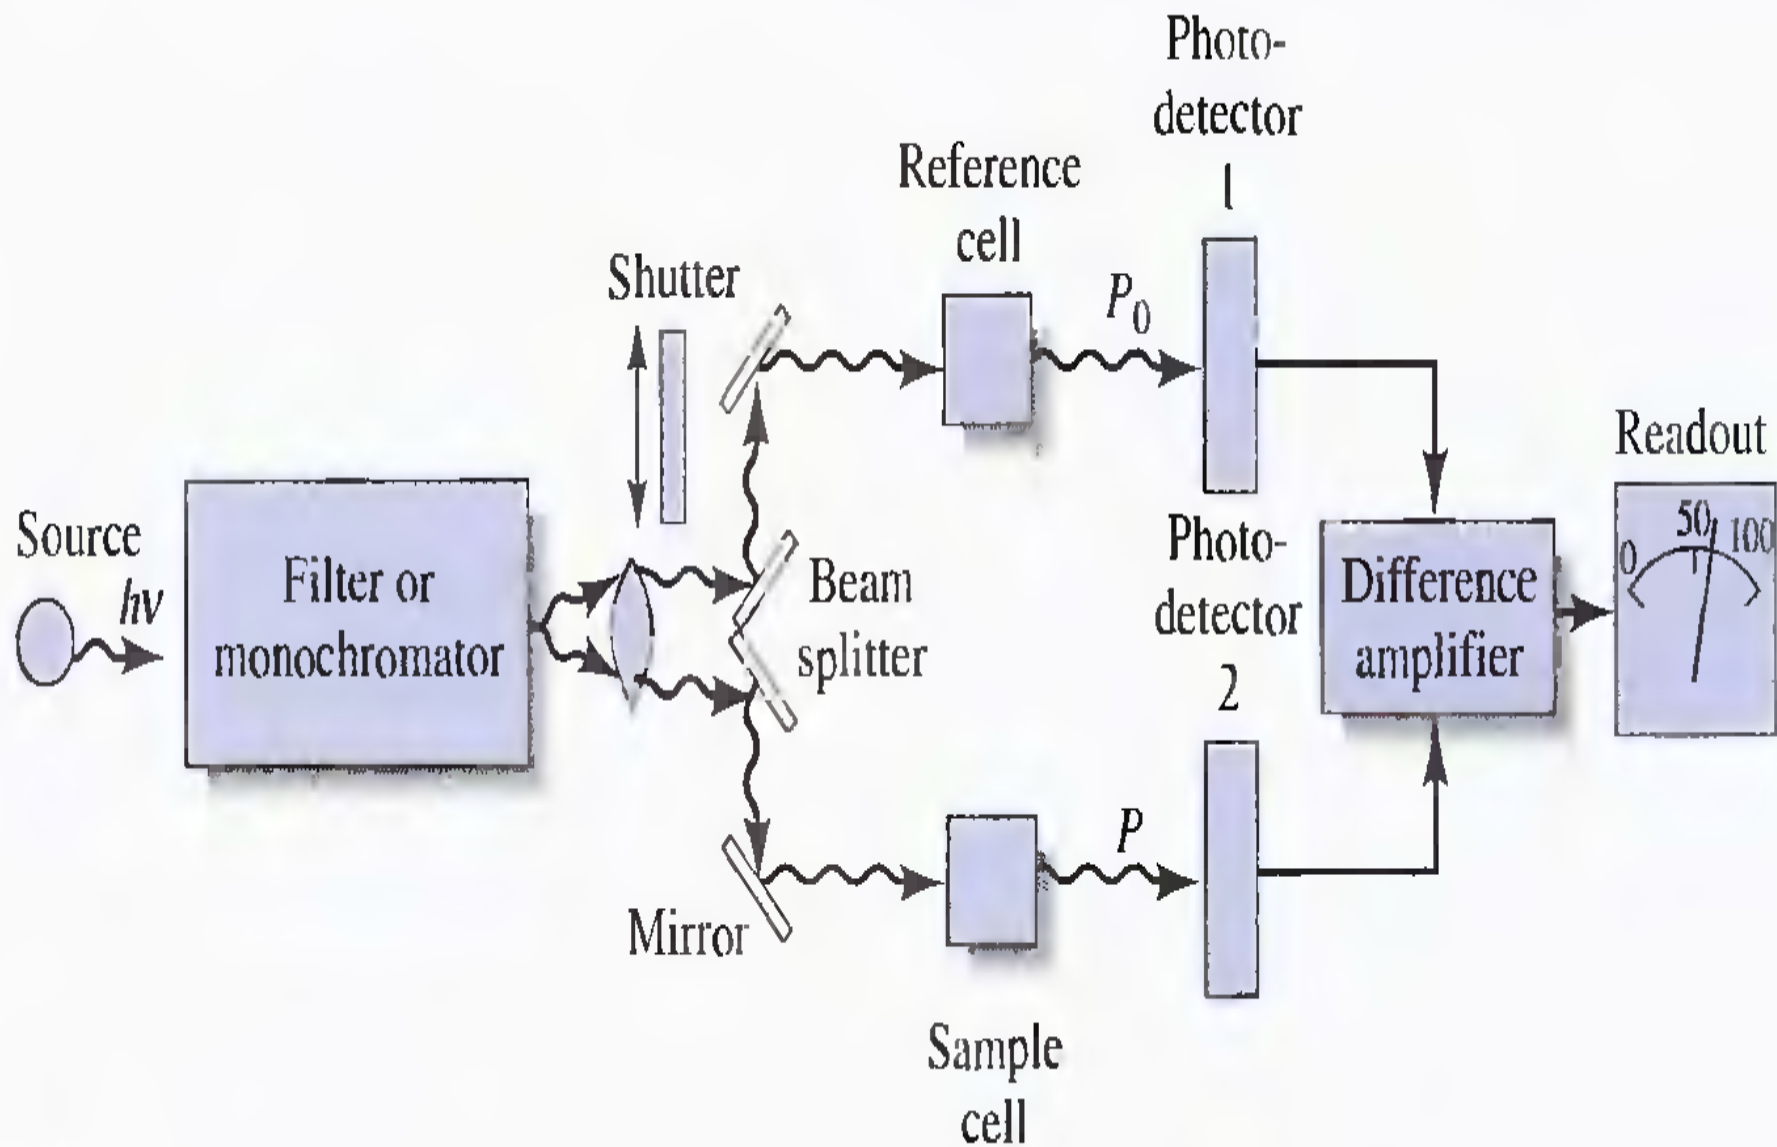 Photo-
detector
1
Reference
cell
P0
Shutter
Readout
Source
hν
Filter or
monochromator
Beam
splitter
Photo-
detector
2
Difference
amplifier
0 50 100
Mirror
P
Sample
cell